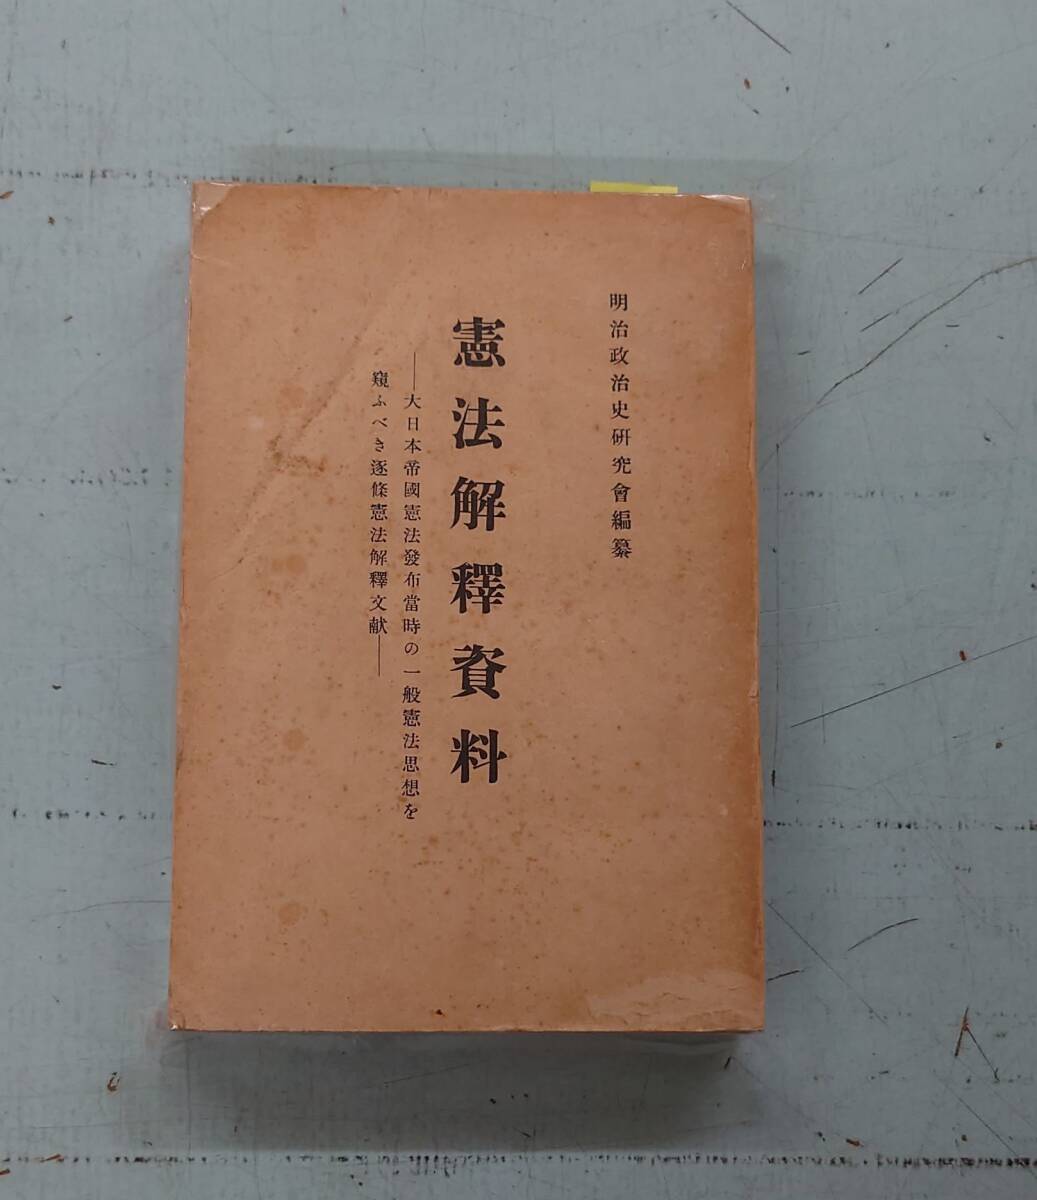 明治政治史研究會編纂
憲法解釋資料
──大日本帝國憲法發布當時の一般憲法思想を
窺ふべき逐條憲法解釋文献──